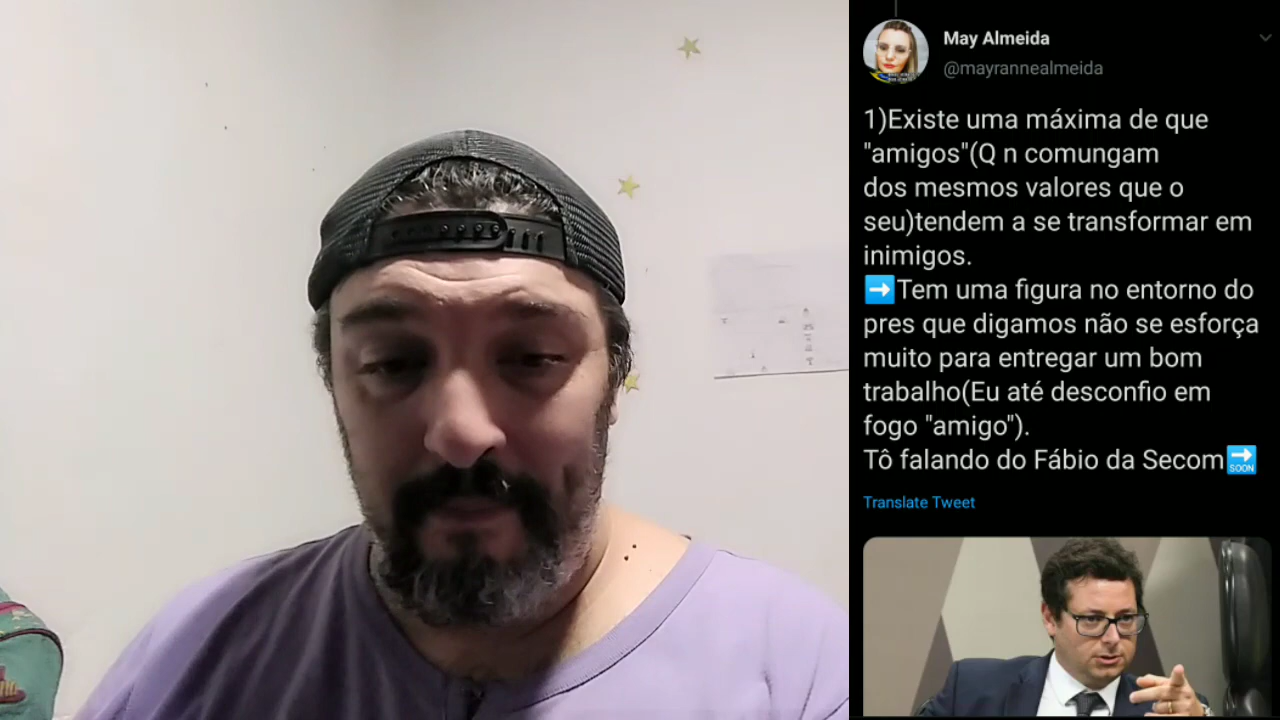 May Almeida
@mayrannealmeida
1)Existe uma máxima de que
"amigos"(Q n comungam
dos mesmos valores que o
seu)tendem a se transformar em
inimigos.
Tem uma figura no entorno do
pres que digamos não se esforça
muito para entregar um bom
trabalho(Eu até desconfio em
fogo "amigo").
Tô falando do Fábio da Secom
SOON
Translate Tweet